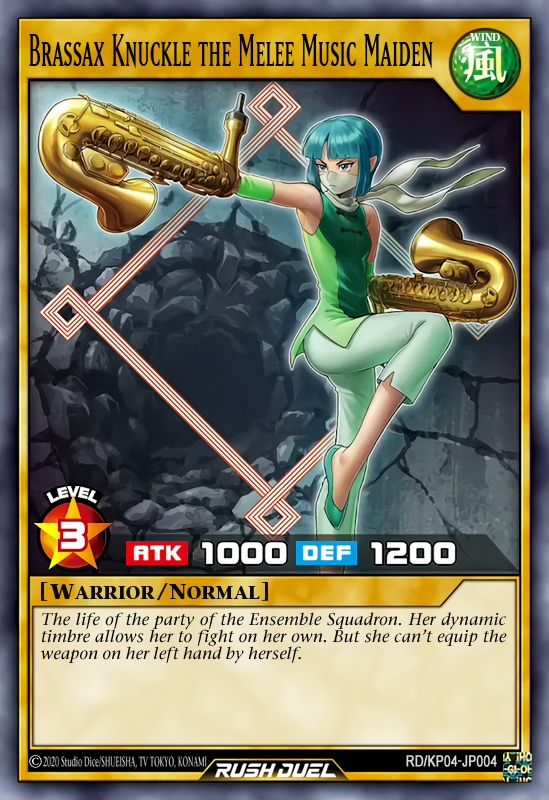 Brassax Knuckle the Melee Music Maiden
WIND
風
LEVEL
3
ATK 1000 DEF 1200
[Warrior/Normal]
The life of the party of the Ensemble Squadron. Her dynamic
timbre allows her to fight on her own. But she can't equip the
weapon on her left hand by herself.
©2020 Studio Dice/SHUEISHA, TV TOKYO, KONAMI
RUSH DUEL
RD/KP04-JP004